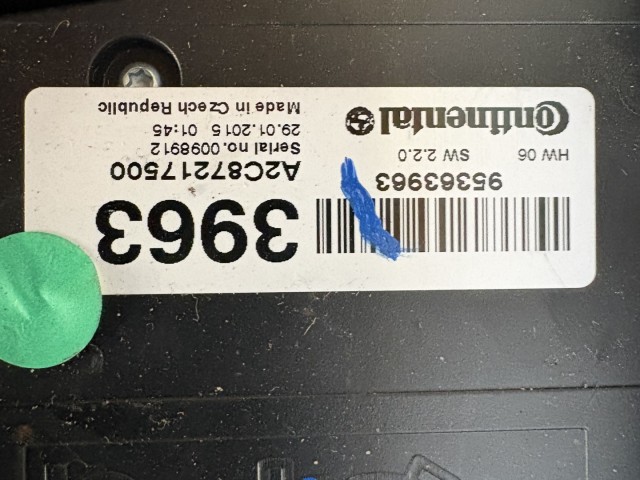 3963
95363963
HW 06 SW 2.2.0
Continental
A2C87217500
Serial no.0098912
29.01.2015 01:45
Made in Czech Republic